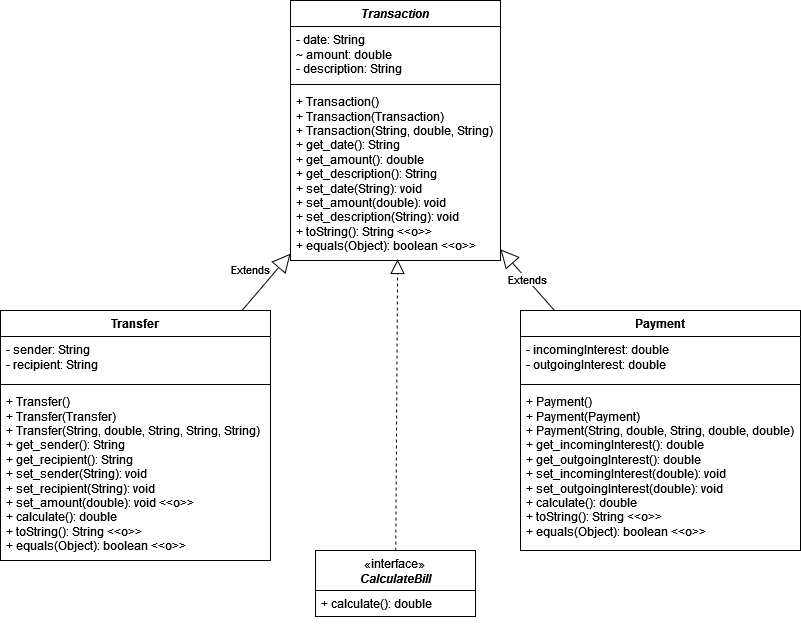 Transaction
- date: String
~ amount: double
- description: String
+ Transaction()
+ Transaction(Transaction)
+ Transaction(String, double, String)
+ get_date(): String
+ get_amount(): double
+ get_description(): String
+ set_date(String): void
+ set_amount(double): void
+ set_description(String): void
+ toString(): String <<o>>
+ equals(Object): boolean <<o>>
Extends
Extends
Transfer
- sender: String
- recipient: String
+ Transfer()
+ Transfer(Transfer)
+ Transfer(String, double, String, String, String)
+ get_sender(): String
+ get_recipient(): String
+ set_sender(String): void
+ set_recipient(String): void
+ set_amount(double): void <<o>>
+ calculate(): double
+ toString(): String <<o>>
+ equals(Object): boolean <<o>>
Payment
- incomingInterest: double
- outgoingInterest: double
+ Payment()
+ Payment(Payment)
+ Payment(String, double, String, double, double)
+ get_incomingInterest(): double
+ get_outgoingInterest(): double
+ set_incomingInterest(double): void
+ set_outgoingInterest(double): void
+ calculate(): double
+ toString(): String <<o>>
+ equals(Object): boolean <<o>>
«interface»
CalculateBill
+ calculate(): double